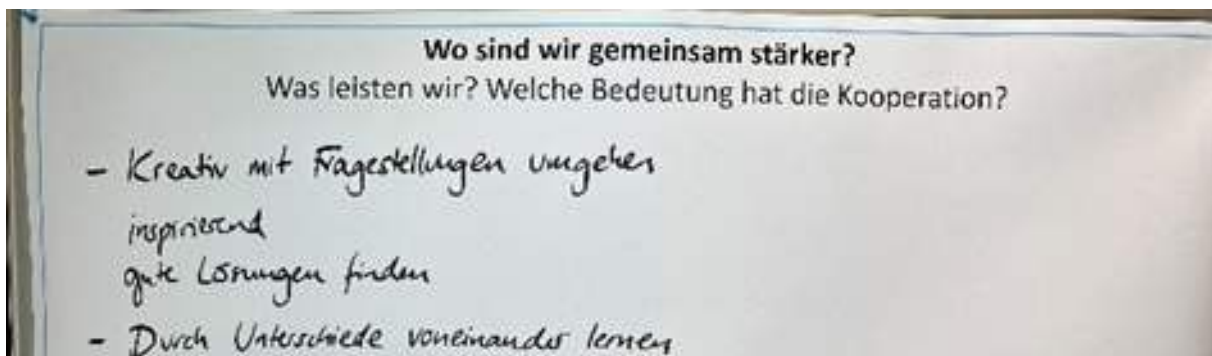 Wo sind wir gemeinsam stärker?
Was leisten wir? Welche Bedeutung hat die Kooperation?
- Kreativ mit Fragestellungen umgehen
inspirierend
gute Lösungen finden
- Durch Unterschiede voneinander lernen